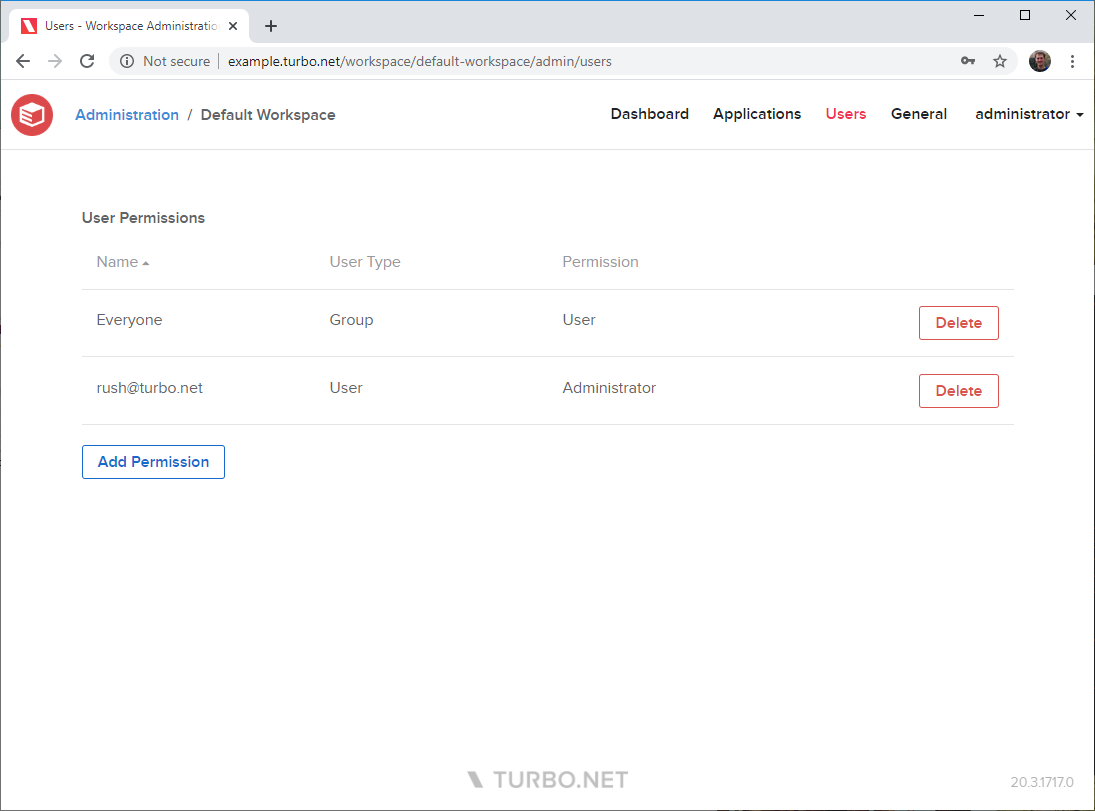 Users - Workspace Administratio
Not secure example.turbo.net/workspace/default-workspace/admin/users
Administration / Default Workspace Dashboard Applications Users General administrator
User Permissions
Name User Type Permission
Everyone Group User Delete
rush@turbo.net User Administrator Delete
Add Permission
TURBO.NET
20.3.1717.0